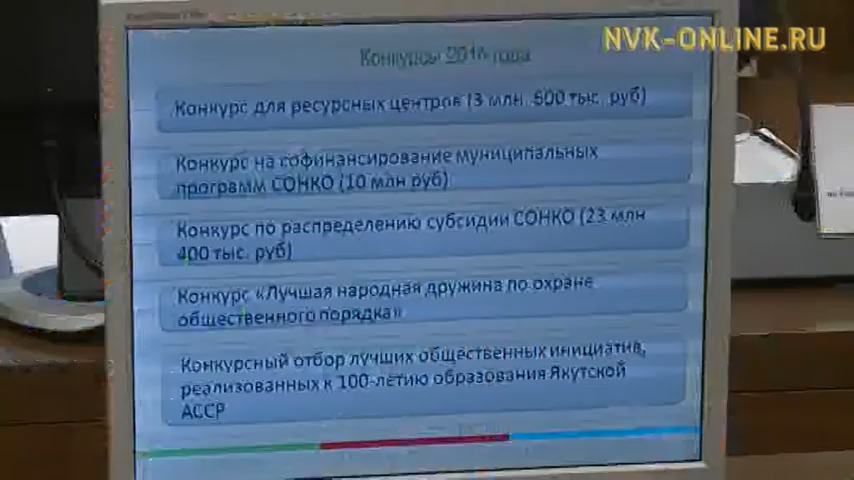 NVK-ONLINE.RU
Конкурсы 2016 года
Конкурс для ресурсных центров (3 млн. 600 тыс. руб)
Конкурс на софинансирование муниципальных
программ СОНКО (10 млн руб)
Конкурс по распределению субсидии СОНКО (23 млн
400 тыс. руб)
Конкурс «Лучшая народная дружина по охране
общественного порядка»
Конкурсный отбор лучших общественных инициатив,
реализованных к 100-летию образования Якутской
АССР